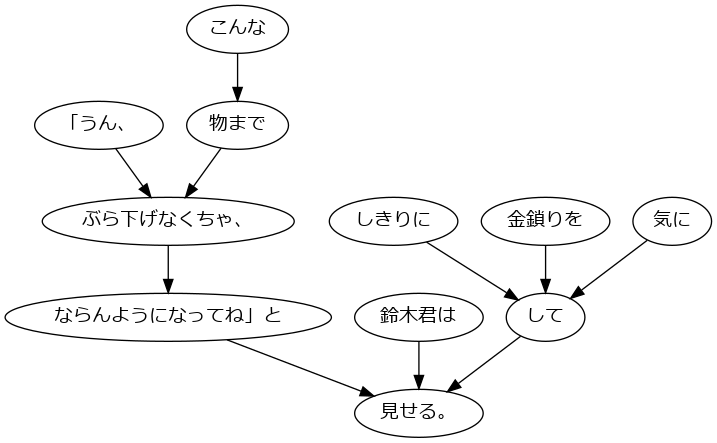 こんな
「うん、
物まで
ぶら下げなくちゃ、
しきりに
金鎖りを
気に
ならんようになってね」と
鈴木君は
して
見せる。